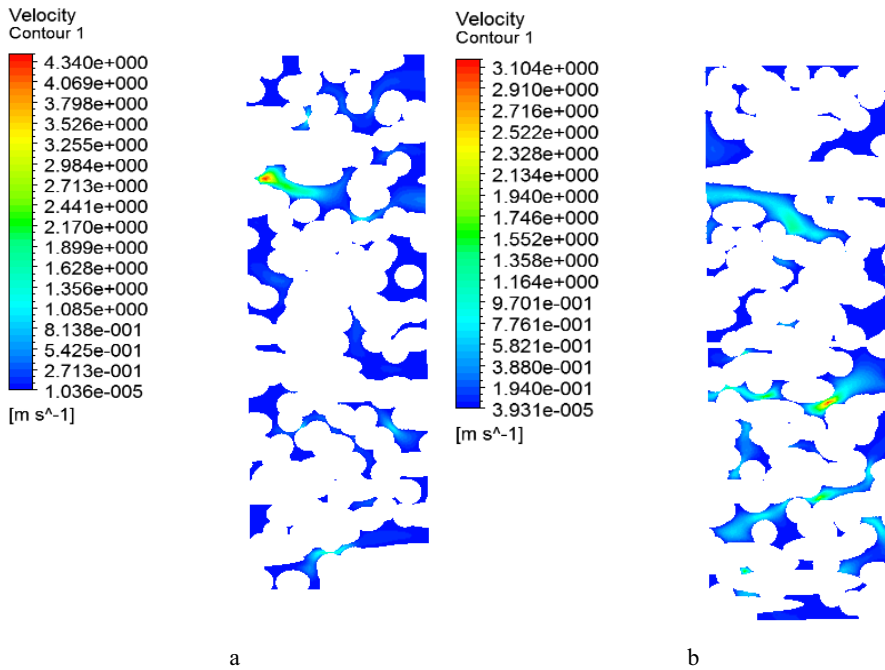 Velocity
Contour 1
4.340e+000
4.069e+000
3.798e+000
3.526e+000
3.255e+000
2.984e+000
2.713e+000
2.441e+000
2.170e+000
1.899e+000
1.628e+000
1.356e+000
1.085e+000
8.138e-001
5.425e-001
2.713e-001
1.036e-005
[m s^-1]
Velocity
Contour 1
3.104e+000
2.910e+000
2.716e+000
2.522e+000
2.328e+000
2.134e+000
1.940e+000
1.746e+000
1.552e+000
1.358e+000
1.164e+000
9.701e-001
7.761e-001
5.821e-001
3.880e-001
1.940e-001
3.931e-005
[m s^-1]
a
b